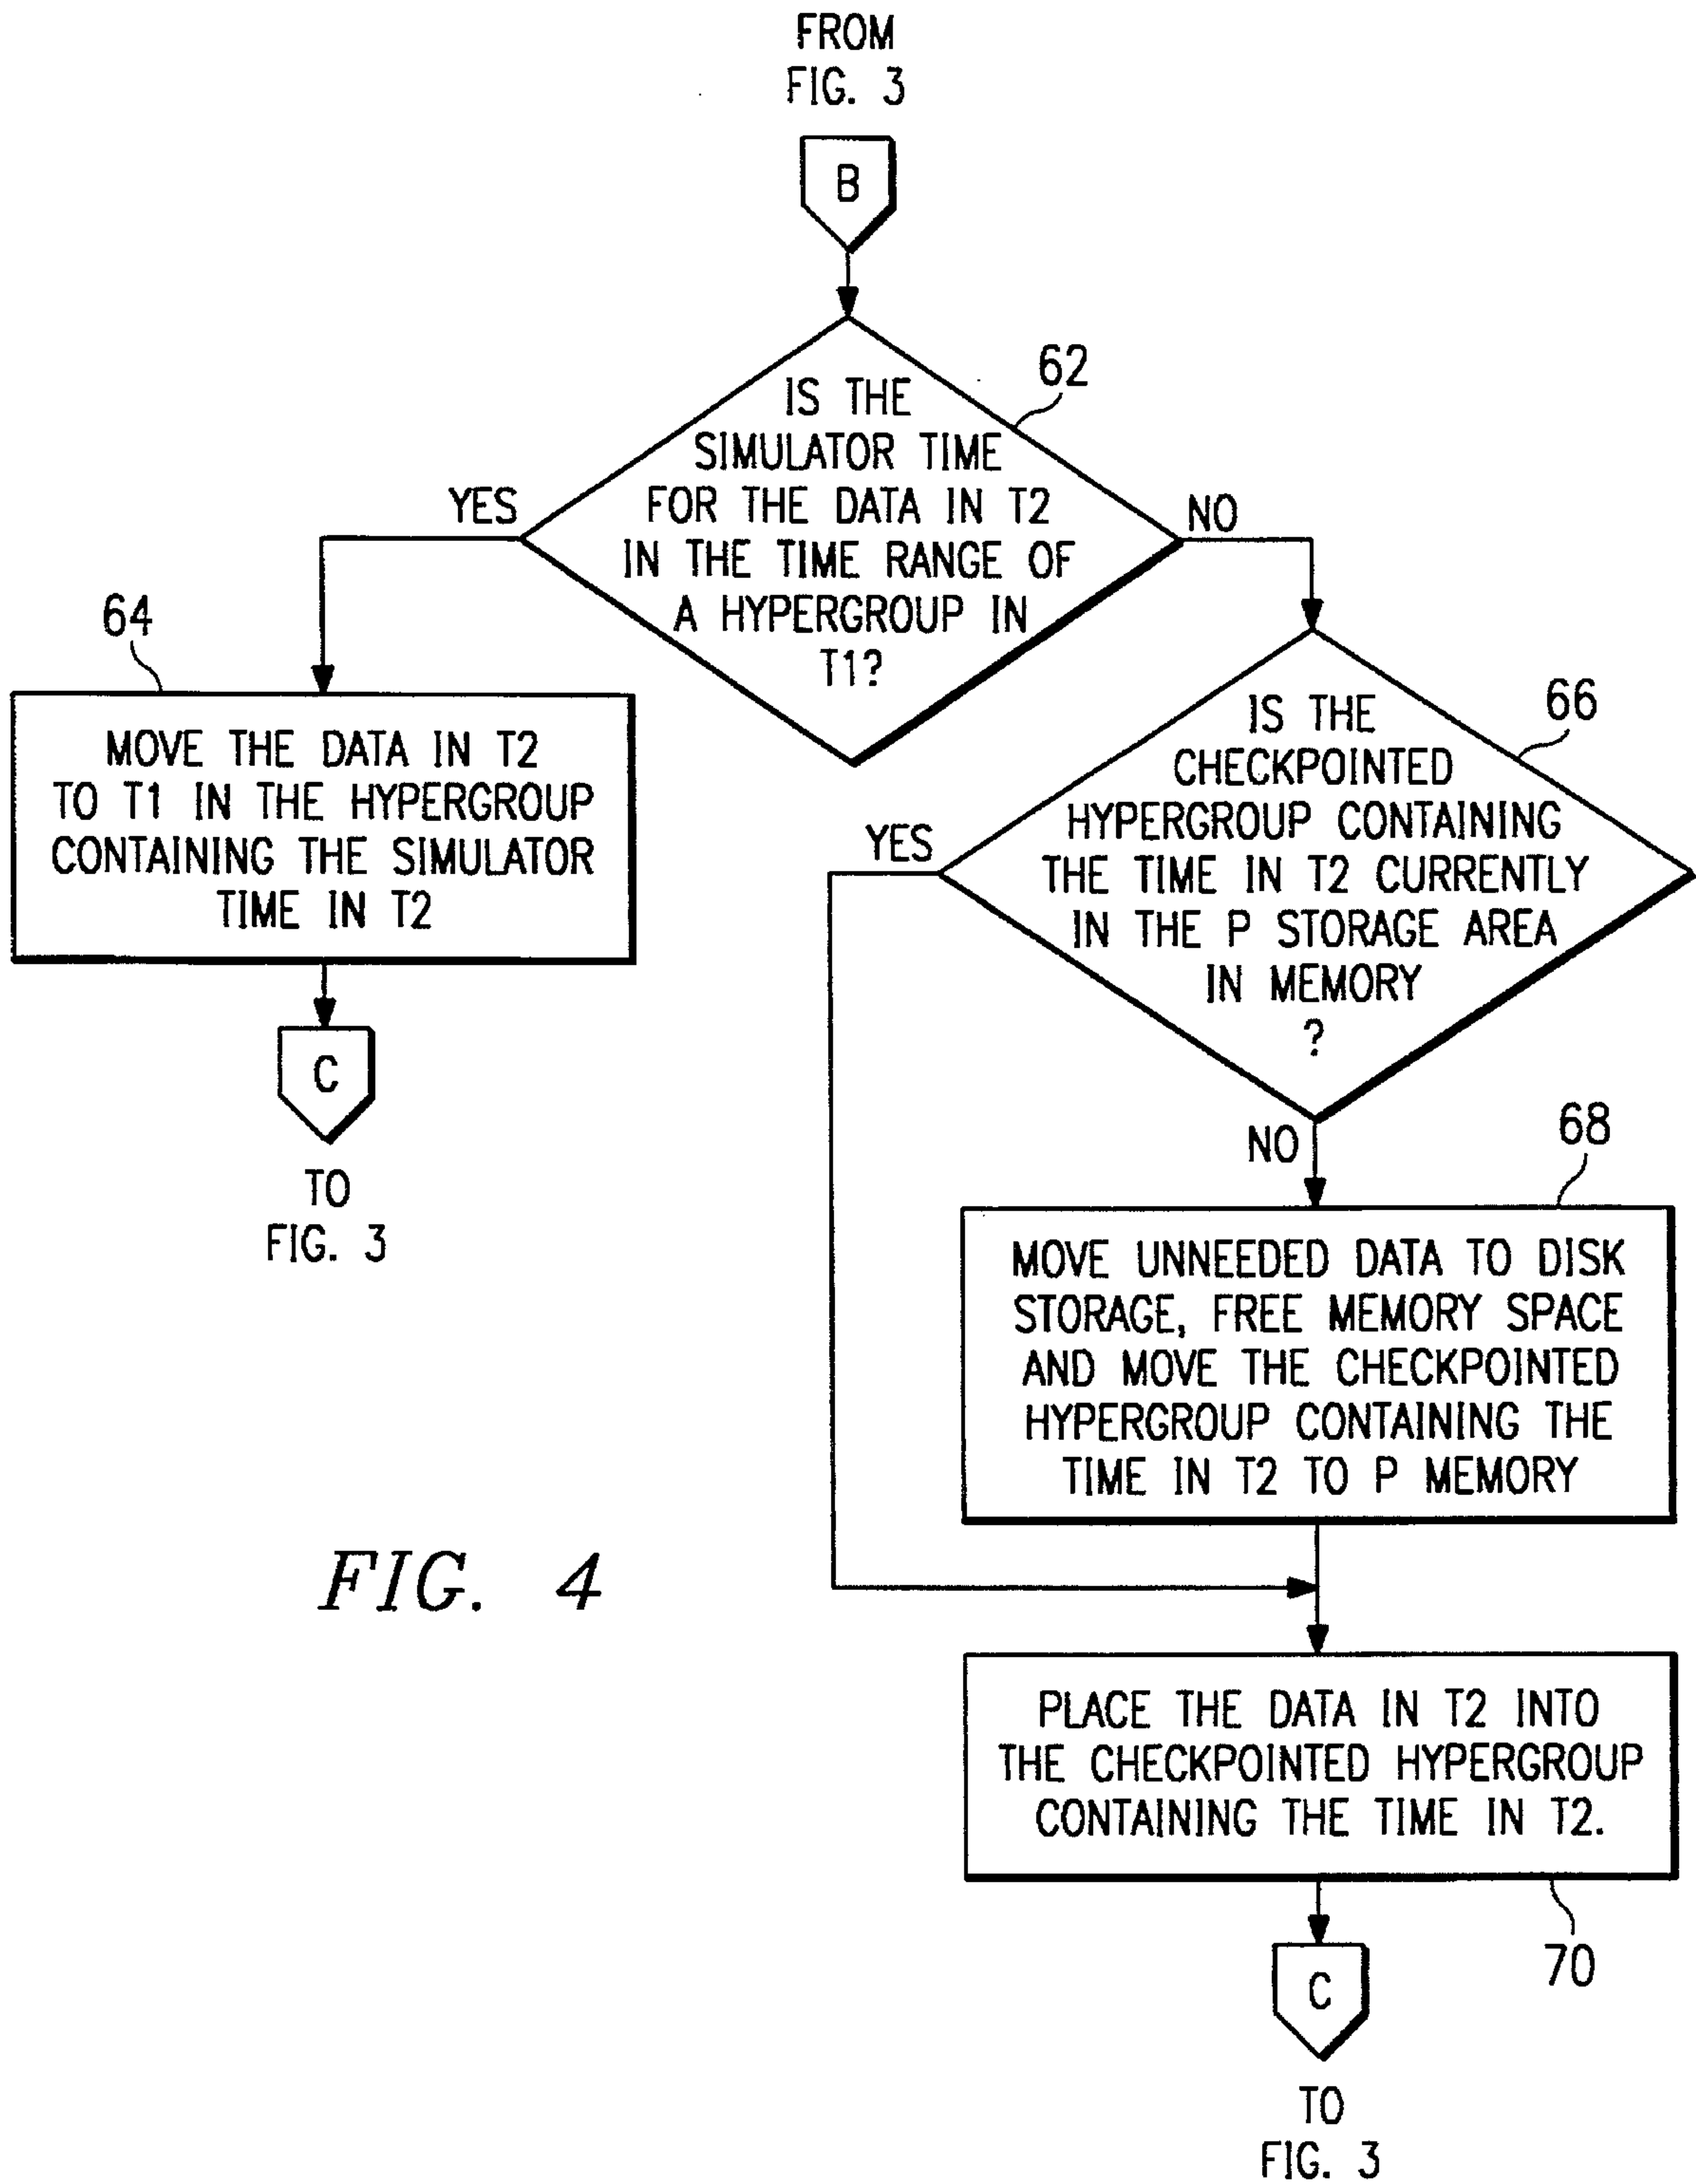 FROM
FIG. 3
B
62
IS THE
SIMULATOR TIME
FOR THE DATA IN T2
IN THE TIME RANGE OF
A HYPERGROUP IN
T1?
YES
NO
64
MOVE THE DATA IN T2
TO T1 IN THE HYPERGROUP
CONTAINING THE SIMULATOR
TIME IN T2
C
TO
FIG. 3
66
IS THE
CHECKPOINTED
HYPERGROUP CONTAINING
THE TIME IN T2 CURRENTLY
IN THE P STORAGE AREA
IN MEMORY
?
YES
NO
68
MOVE UNNEEDED DATA TO DISK
STORAGE, FREE MEMORY SPACE
AND MOVE THE CHECKPOINTED
HYPERGROUP CONTAINING THE
TIME IN T2 TO P MEMORY
FIG. 4
PLACE THE DATA IN T2 INTO
THE CHECKPOINTED HYPERGROUP
CONTAINING THE TIME IN T2.
70
C
TO
FIG. 3